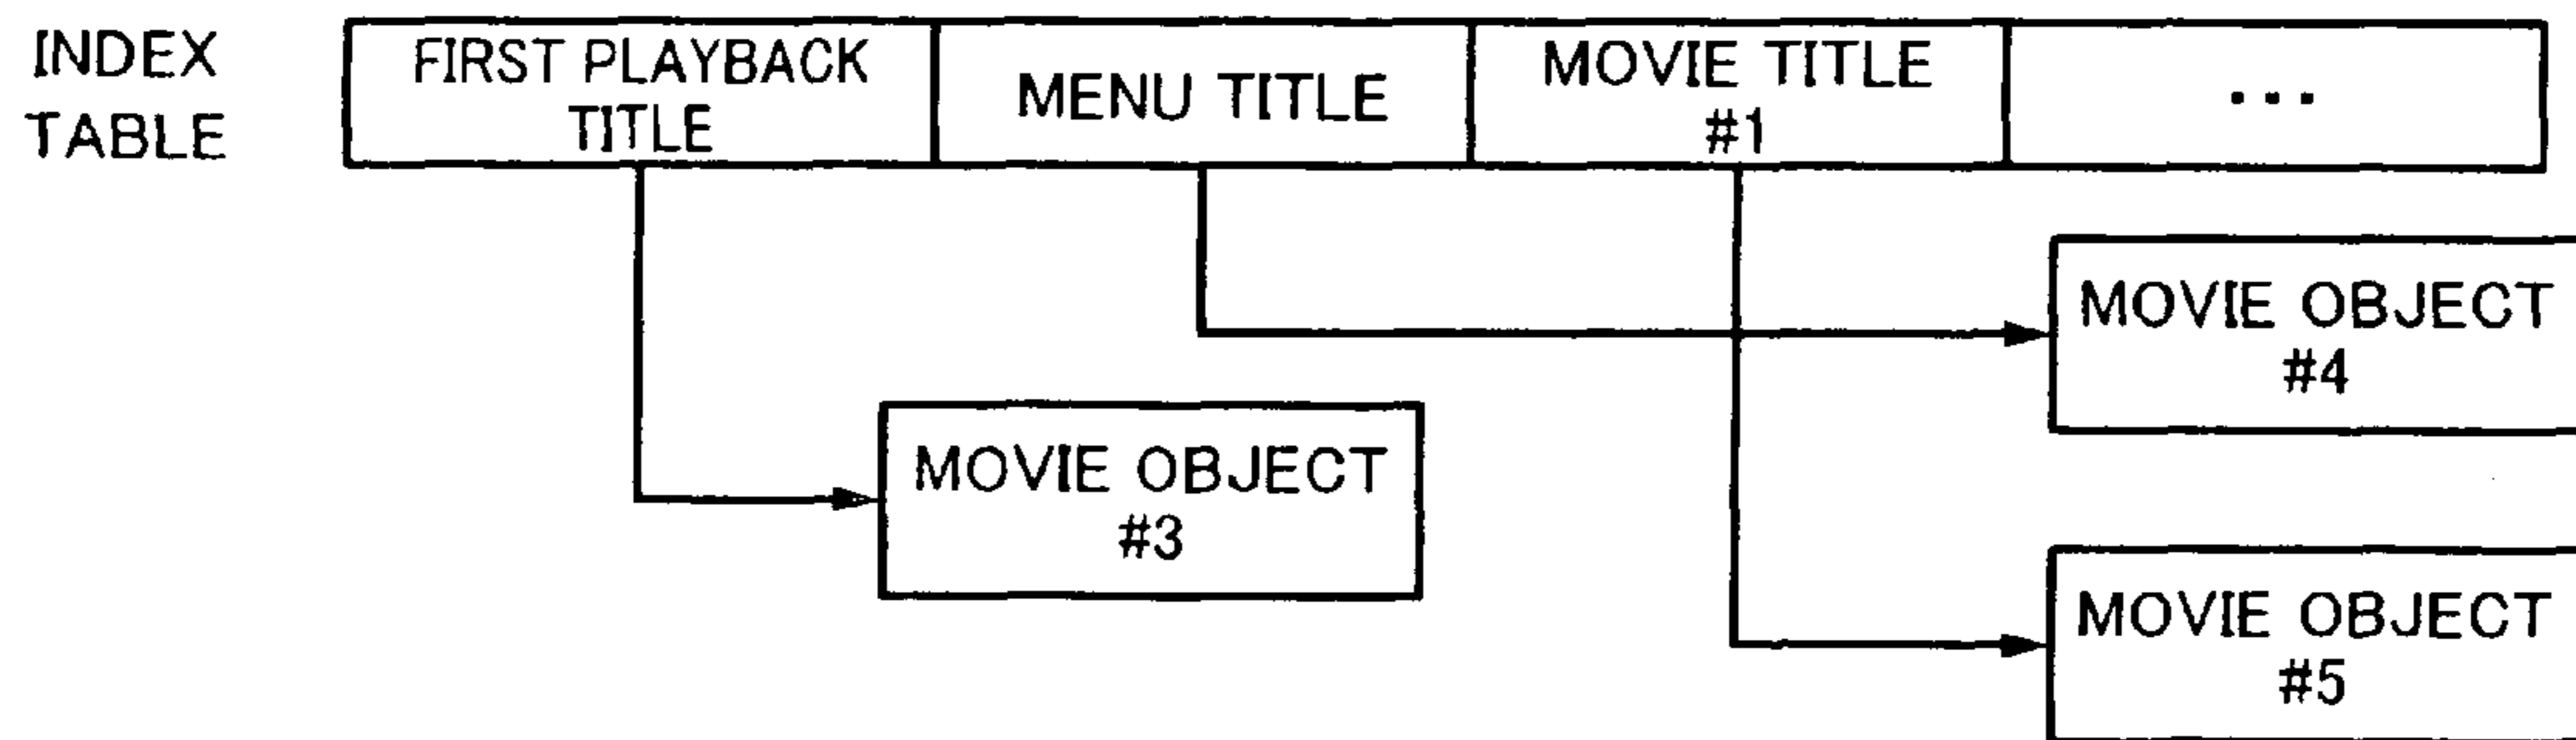 INDEX
TABLE
FIRST PLAYBACK
TITLE
MENU TITLE
MOVIE TITLE
#1
...
MOVIE OBJECT
#4
MOVIE OBJECT
#3
MOVIE OBJECT
#5